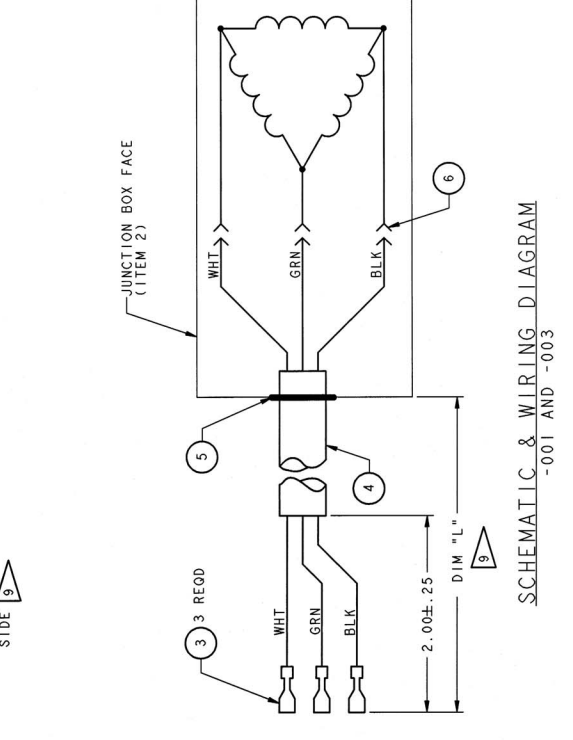 SIDE 9
JUNCTION BOX FACE
(ITEM 2)
WHT
GRN
BLK
6
5
4
3 3 REQD
WHT
GRN
BLK
2.00±.25
DIM "L"
9
SCHEMATIC & WIRING DIAGRAM
-001 AND -003